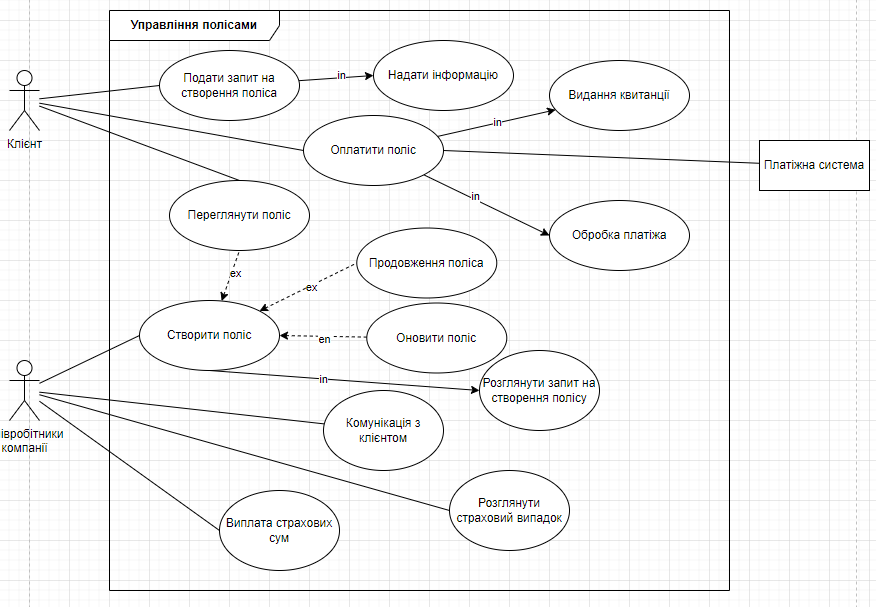 Управління полісами
Подати запит на
створення поліса
in
Надати інформацію
Видання квитанції
Клієнт
in
Оплатити поліс
Платіжна система
in
Переглянути поліс
Обробка платіжа
ex
Продовження поліса
ex
Створити поліс
en
Оновити поліс
in
Розглянути запит на
створення полісу
івробітники
компанії
Комунікація з
клієнтом
Розглянути
страховий випадок
Виплата страхових
сум